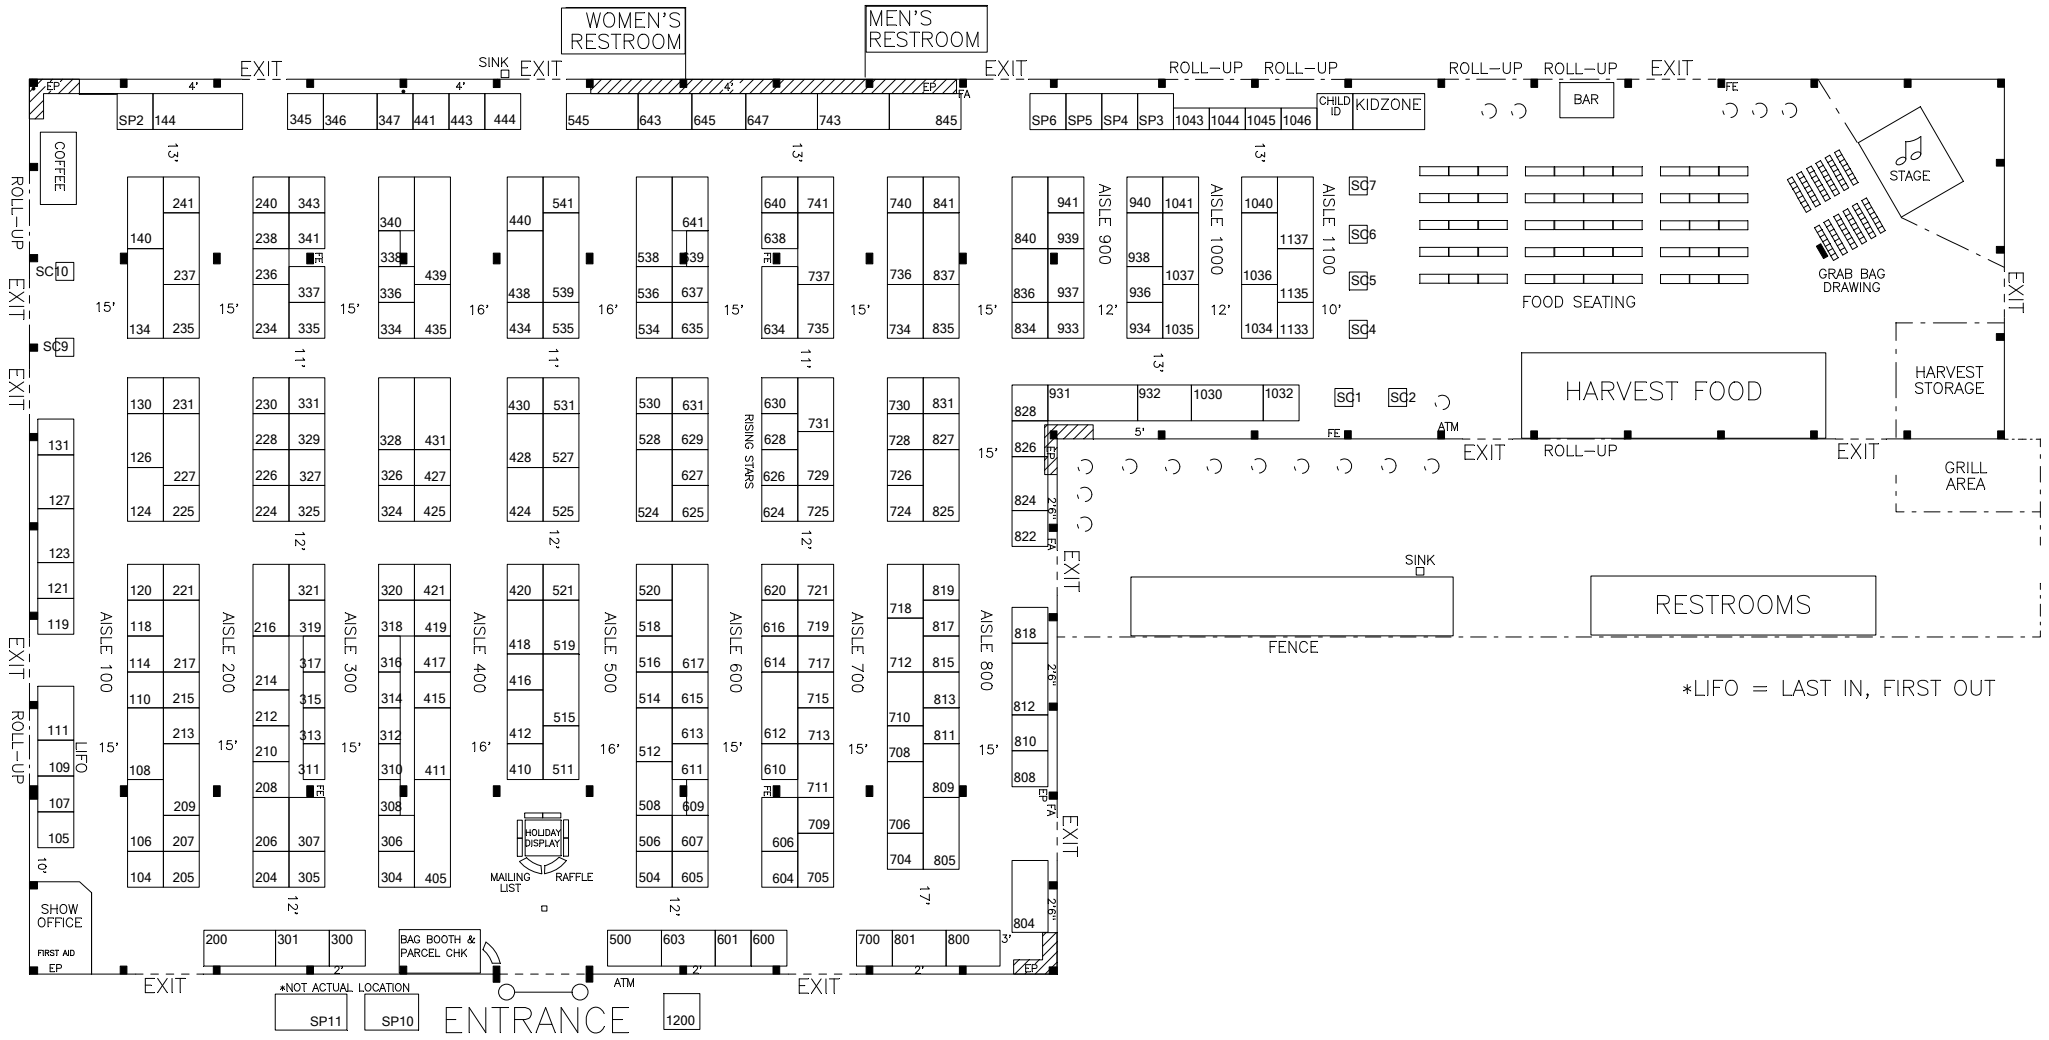 WOMEN'S
RESTROOM
MEN'S
RESTROOM
SINK
EXIT
EXIT
EXIT
ROLL-UP
ROLL-UP
ROLL-UP
ROLL-UP
EXIT
EP
4'
4'
4'
EP
FA
FE
SP2 144
345 346 347 441 443 444
545 643 645 647 743 845
SP6 SP5 SP4 SP3 1043 1044 1045 1046
CHILD
ID
KIDZONE
BAR
STAGE
COFFEE
13'
13'
13'
ROLL-UP
EXIT
EXIT
SC10
SC9
241
140
237
134 235
240 343
238 341
236
FE
337
234 335
340
338
439
336
334 435
541
440
438 539
434 535
641
538 639
536 637
534 635
640 741
638
FE
737
634 735
740 841
736 837
734 835
941
840 939
836 937
834 933
AISLE 900
940 1041
938
1037
936
934 1035
AISLE 1000
1040
1137
1036
1135
1034 1133
AISLE 1100
SC7
SC6
SC5
SC4
15'
15'
15'
16'
16'
15'
15'
15'
12'
12'
10'
FOOD SEATING
GRAB BAG
DRAWING
EXIT
11'
11'
11'
13'
HARVEST FOOD
HARVEST
STORAGE
130 231
126
227
124 225
230 331
228 329
226 327
224 325
328 431
326 427
324 425
430 531
428 527
424 525
530 631
528 629
627
524 625
RISING STARS
630
731
628
626 729
624 725
730 831
728 827
726
724 825
15'
828
826
824
822
931 932 1030 1032
SC1
SC2
ATM
5'
FE
EP
2'6"
FA
EXIT
ROLL-UP
EXIT
GRILL
AREA
131
127
123
121
119
12'
12'
12'
EXIT
SINK
RESTROOMS
FENCE
*LIFO = LAST IN, FIRST OUT
EXIT
ROLL-UP
111
109
107
105
LIFO
10'
AISLE 100
AISLE 200
AISLE 300
AISLE 400
AISLE 500
AISLE 600
AISLE 700
AISLE 800
15'
15'
15'
16'
16'
15'
15'
15'
120 221
118
114 217
110 215
213
108
209
106 207
104 205
321
216 319
317
214
315
212
313
210
311
208
FE
206 307
204 305
320 421
318 419
316 417
314 415
312
310 411
308
306
304 405
420 521
418 519
416
515
412
410 511
HOLIDAY
DISPLAY
MAILING
LIST
RAFFLE
520
518
516 617
514 615
613
512
611
508 609
506 607
504 605
620 721
616 719
614 717
715
612 713
610
711
FE
709
606
604 705
819
718
817
712 815
813
710
811
708
809
706
704 805
818
812
810
808
2'6"
EP
FA
EXIT
804
2'6"
12'
12'
17'
SHOW
OFFICE
FIRST AID
EP
200 301 300
BAG BOOTH &
PARCEL CHK
500 603 601 600
700 801 800
3'
EP
2'
2'
2'
EXIT
ATM
EXIT
*NOT ACTUAL LOCATION
SP11
SP10
ENTRANCE
1200